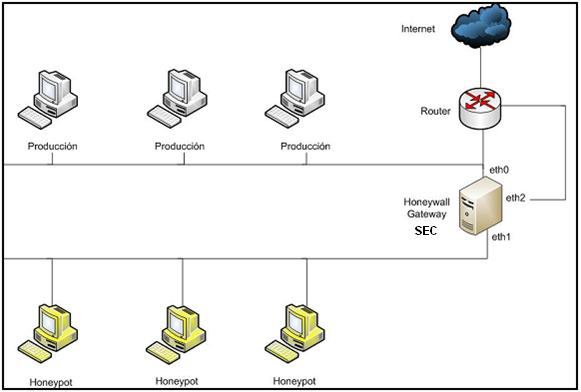 Internet
Router
Producción
Producción
Producción
eth0
Honeywall
Gateway
eth2
SEC
eth1
Honeypot
Honeypot
Honeypot